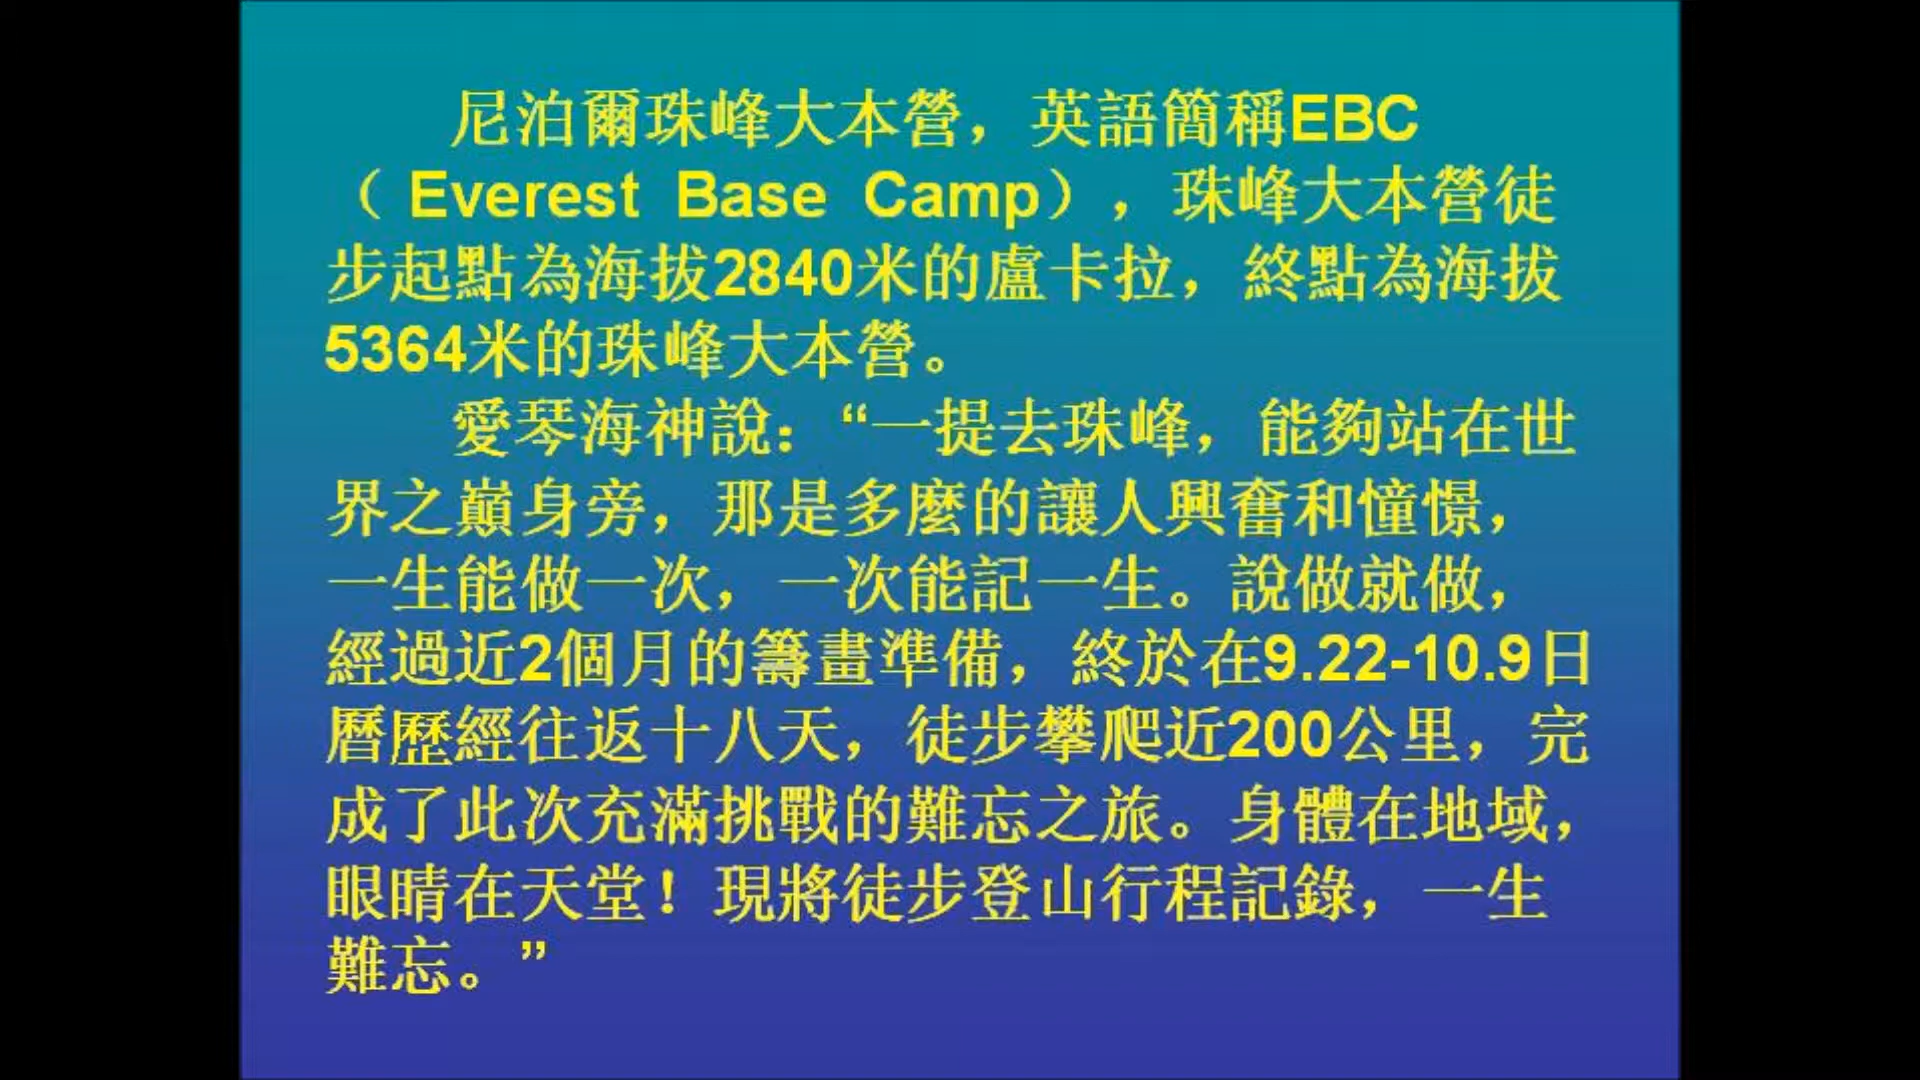 尼泊爾珠峰大本營，英語簡稱EBC
（ Everest Base Camp），珠峰大本營徒
步起點為海拔2840米的盧卡拉，終點為海拔
5364米的珠峰大本營。
愛琴海神說：“一提去珠峰，能夠站在世
界之巔身旁，那是多麼的讓人興奮和憧憬，
一生能做一次，一次能記一生。說做就做，
經過近2個月的籌畫準備，終於在9.22-10.9日
曆歷經往返十八天，徒步攀爬近200公里，完
成了此次充滿挑戰的難忘之旅。身體在地域，
眼睛在天堂！現將徒步登山行程記錄，一生
難忘。”